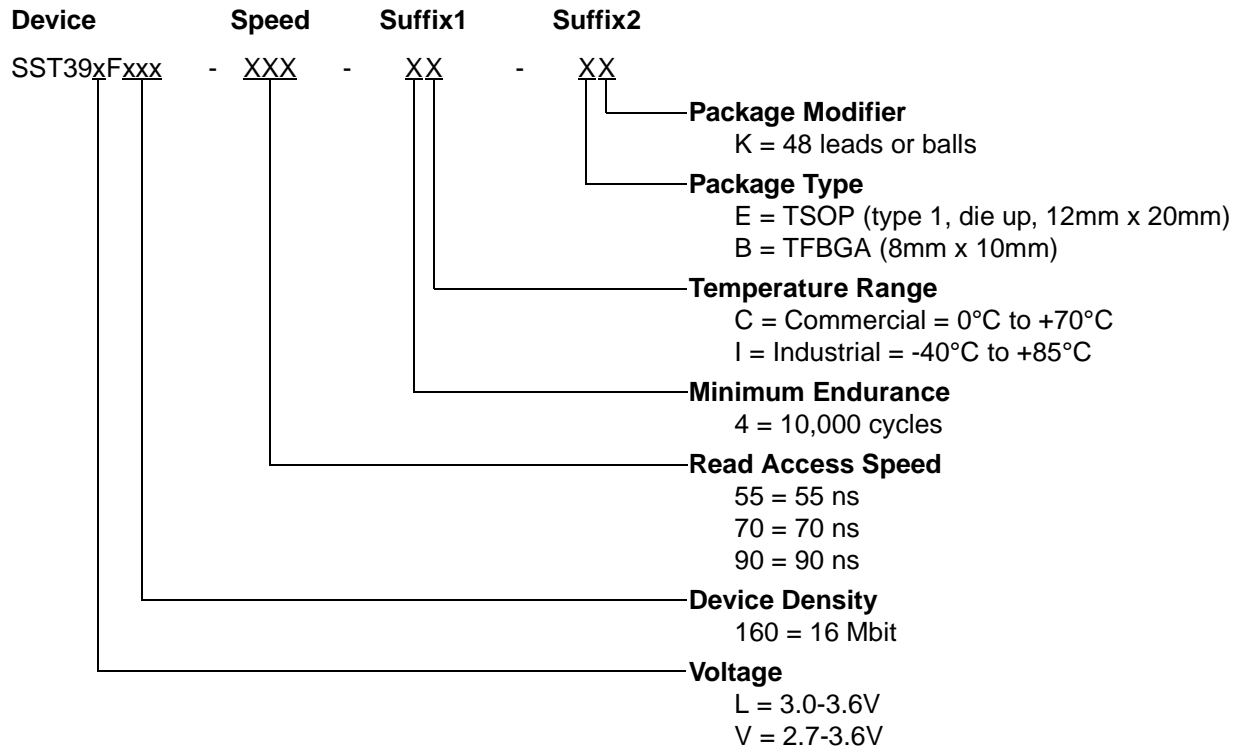 Device Speed Suffix1 Suffix2
SST39xFxxx - XXX - XX - XX
Package Modifier
K = 48 leads or balls
Package Type
E = TSOP (type 1, die up, 12mm x 20mm)
B = TFBGA (8mm x 10mm)
Temperature Range
C = Commercial = 0°C to +70°C
I = Industrial = -40°C to +85°C
Minimum Endurance
4 = 10,000 cycles
Read Access Speed
55 = 55 ns
70 = 70 ns
90 = 90 ns
Device Density
160 = 16 Mbit
Voltage
L = 3.0-3.6V
V = 2.7-3.6V